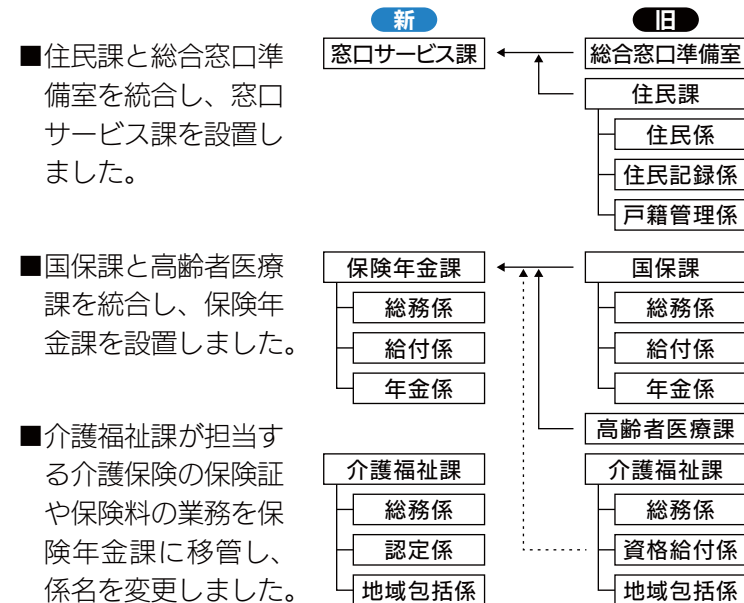 ■住民課と総合窓口準
備室を統合し、窓口
サービス課を設置し
ました。
■国保課と高齢者医療
課を統合し、保険年
金課を設置しました。
■介護福祉課が担当す
る介護保険の保険証
や保険料の業務を保
険年金課に移管し、
係名を変更しました。
新
窓口サービス課
保険年金課
総務係
給付係
年金係
介護福祉課
総務係
認定係
地域包括係
旧
総合窓口準備室
住民課
住民係
住民記録係
戸籍管理係
国保課
総務係
給付係
年金係
高齢者医療課
介護福祉課
総務係
資格給付係
地域包括係